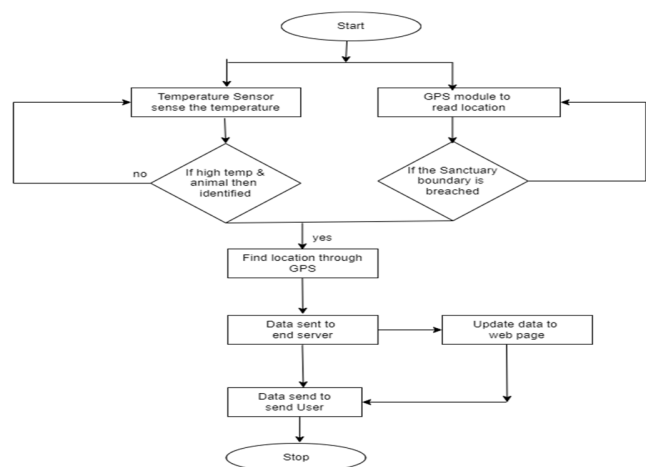 Start
Temperature Sensor
sense the temperature
GPS module to
read location
no
If high temp &
animal then
identified
If the Sanctuary
boundary is
breached
yes
Find location through
GPS
Data sent to
end server
Update data to
web page
Data send to
send User
Stop